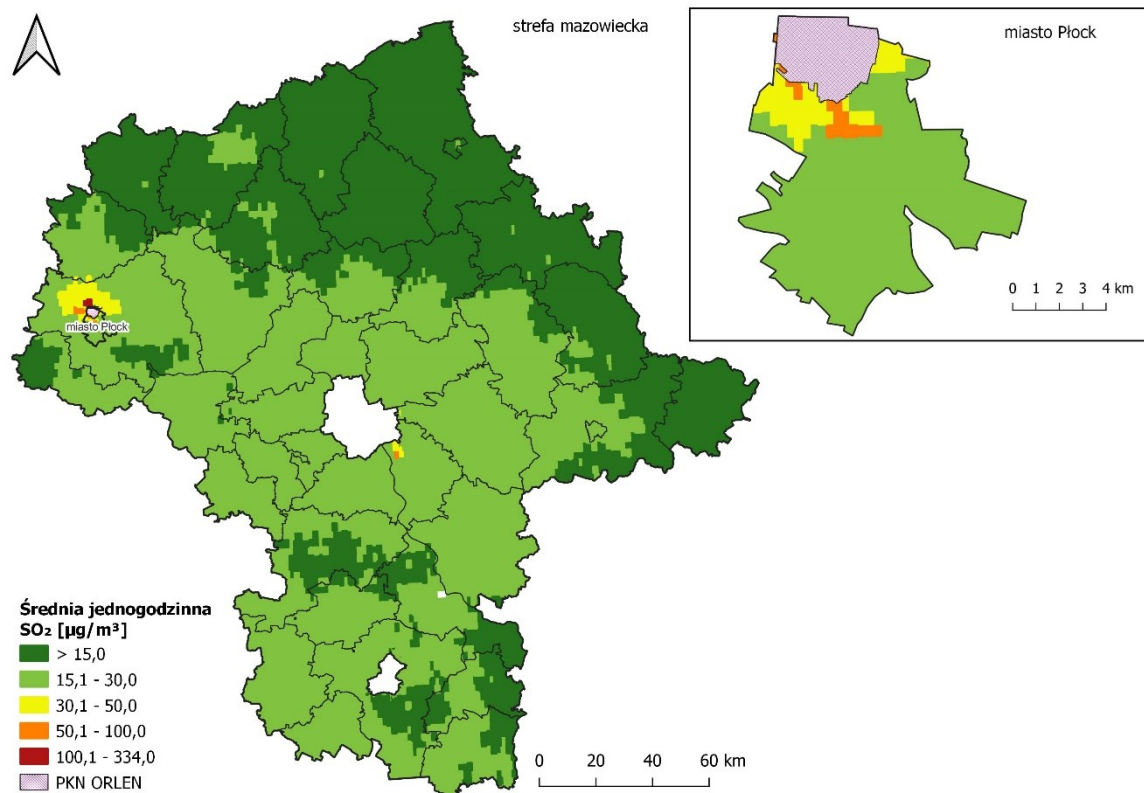 strefa mazowiecka
miasto Płock
0 1 2 3 4 km
miasto Płock
Średnia jednogodzinna
SO₂ [µg/m³]
> 15,0
15,1 - 30,0
30,1 - 50,0
50,1 - 100,0
100,1 - 334,0
PKN ORLEN
0 20 40 60 km